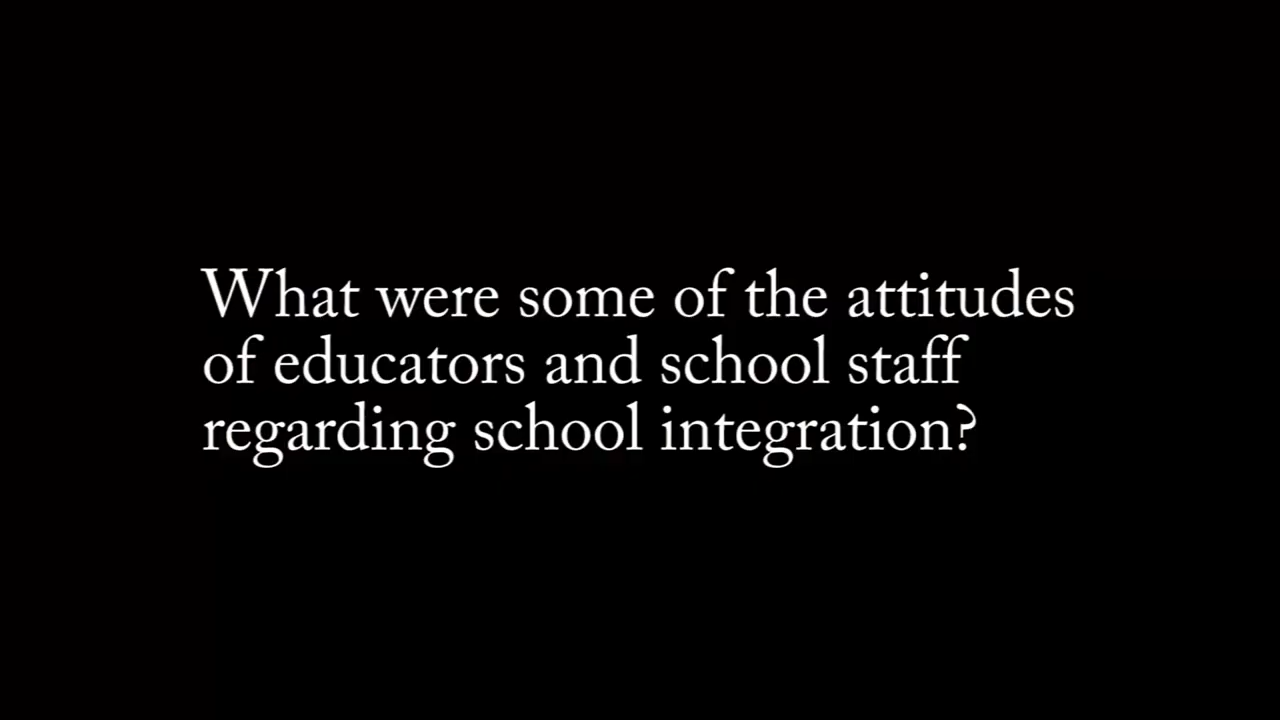 What were some of the attitudes
of educators and school staff
regarding school integration?